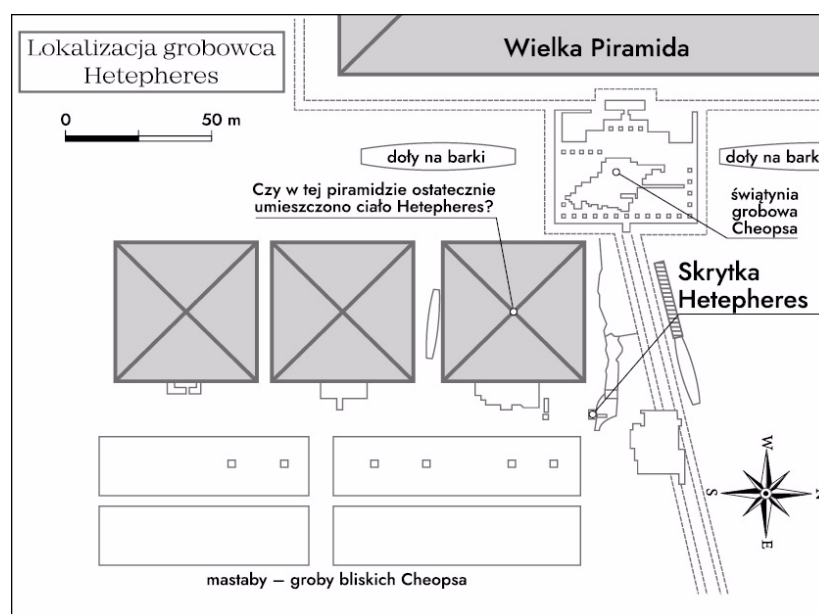 Lokalizacja grobowca
Hetepheres
0 50 m
Wielka Piramida
doły na barki
doły na bark
Czy w tej piramidzie ostatecznie
umieszczono ciało Hetepheres?
świątynia
grobowa
Cheopsa
Skrytka
Hetepheres
W
S
N
E
mastaby – groby bliskich Cheopsa